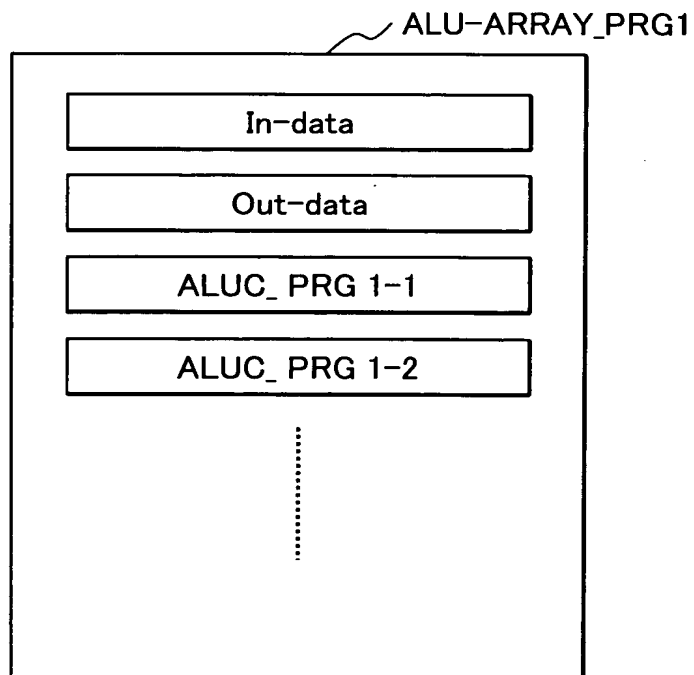 ALU-ARRAY_PRG1
In-data
Out-data
ALUC_ PRG 1-1
ALUC_ PRG 1-2